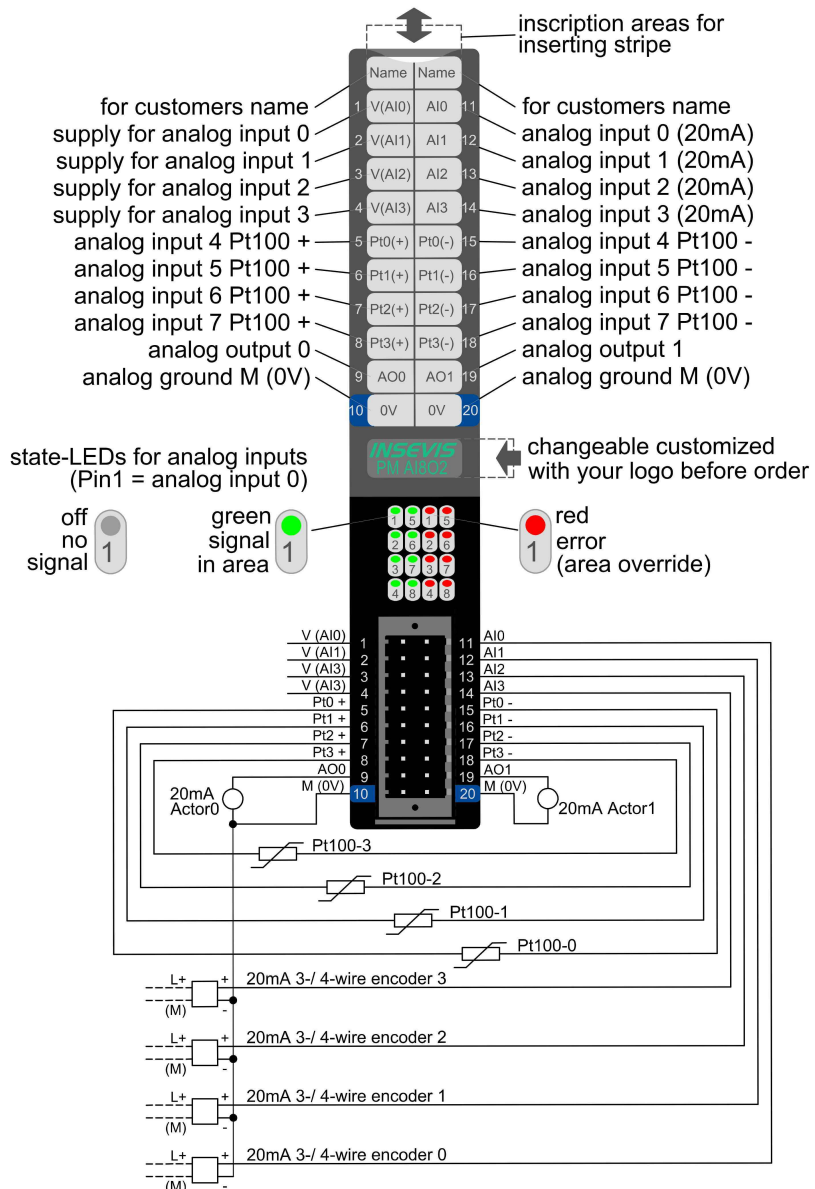 inscription areas for
inserting stripe
Name Name
for customers name
for customers name
1 V(AI0) AI0 11
supply for analog input 0
analog input 0 (20mA)
2 V(AI1) AI1 12
supply for analog input 1
analog input 1 (20mA)
3 V(AI2) AI2 13
supply for analog input 2
analog input 2 (20mA)
4 V(AI3) AI3 14
supply for analog input 3
analog input 3 (20mA)
5 Pt0(+) Pt0(-) 15
analog input 4 Pt100 +
analog input 4 Pt100 -
6 Pt1(+) Pt1(-) 16
analog input 5 Pt100 +
analog input 5 Pt100 -
7 Pt2(+) Pt2(-) 17
analog input 6 Pt100 +
analog input 6 Pt100 -
8 Pt3(+) Pt3(-) 18
analog input 7 Pt100 +
analog input 7 Pt100 -
9 AO0 AO1 19
analog output 0
analog output 1
10 0V 0V 20
analog ground M (0V)
analog ground M (0V)
INSEVIS
PM AI8O2
changeable customized
with your logo before order
state-LEDs for analog inputs
(Pin1 = analog input 0)
off
no
signal
1
green
signal
in area
1
1 5 1 5
2 6 2 6
3 7 3 7
4 8 4 8
1
red
error
(area override)
V (AI0) 1 11 AI0
V (AI1) 2 12 AI1
V (AI3) 3 13 AI2
V (AI3) 4 14 AI3
Pt0 + 5 15 Pt0 -
Pt1 + 6 16 Pt1 -
Pt2 + 7 17 Pt2 -
Pt3 + 8 18 Pt3 -
AO0 9 19 AO1
M (0V) 10 20 M (0V)
20mA
Actor0
20mA Actor1
Pt100-3
Pt100-2
Pt100-1
Pt100-0
L+ + 20mA 3-/ 4-wire encoder 3
(M) -
L+ + 20mA 3-/ 4-wire encoder 2
(M) -
L+ + 20mA 3-/ 4-wire encoder 1
(M) -
L+ + 20mA 3-/ 4-wire encoder 0
(M) -